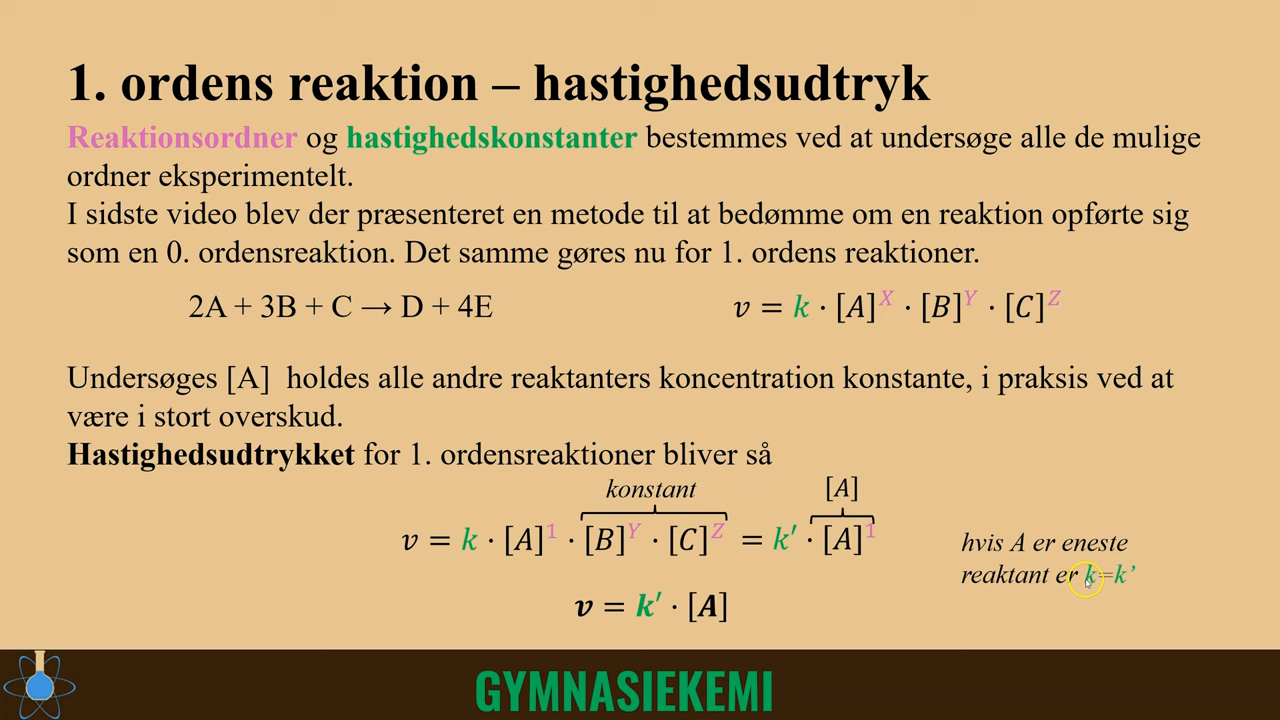 1. ordens reaktion – hastighedsudtryk
Reaktionsordner og hastighedskonstanter bestemmes ved at undersøge alle de mulige
ordner eksperimentelt.
I sidste video blev der præsenteret en metode til at bedømme om en reaktion opførte sig
som en 0. ordensreaktion. Det samme gøres nu for 1. ordens reaktioner.
2A + 3B + C → D + 4E
v = k · [A]^X · [B]^Y · [C]^Z
Undersøges [A] holdes alle andre reaktanters koncentration konstante, i praksis ved at
være i stort overskud.
Hastighedsudtrykket for 1. ordensreaktioner bliver så
konstant [A]
v = k · [A]^1 · [B]^Y · [C]^Z = k′ · [A]^1
hvis A er eneste
reaktant er k=k’
v = k′ · [A]
GYMNASIEKEMI